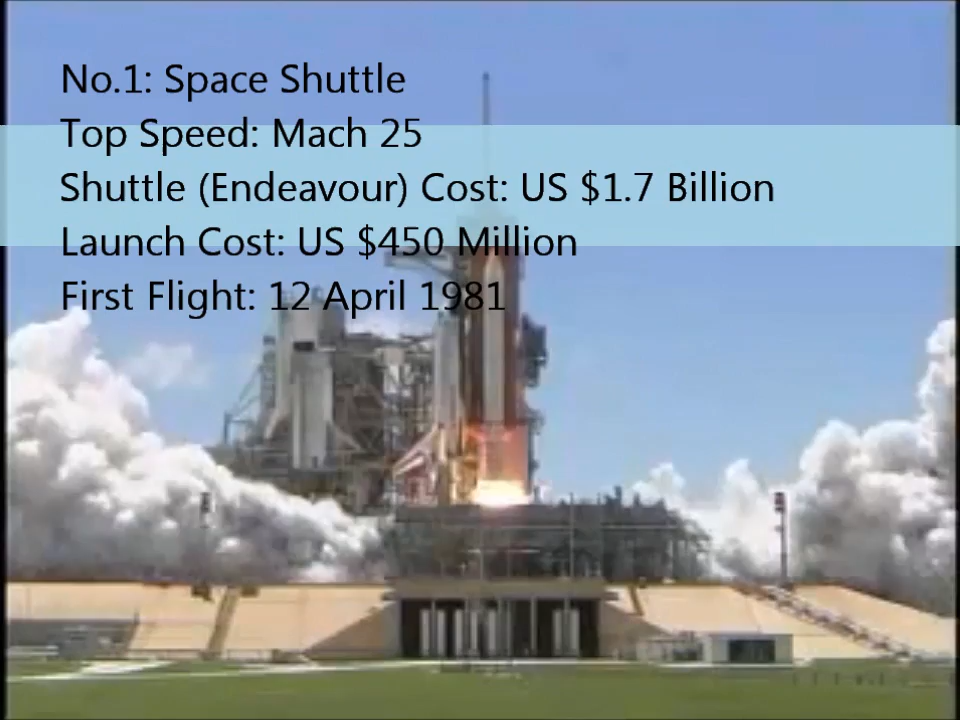 No.1: Space Shuttle
Top Speed: Mach 25
Shuttle (Endeavour) Cost: US $1.7 Billion
Launch Cost: US $450 Million
First Flight: 12 April 1981